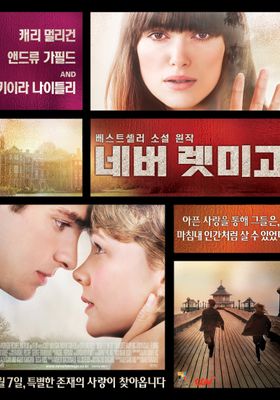 캐리 멀리건
앤드류 가필드
AND
키이라 나이틀리
베스트셀러 소설 원작
네버 렛미고
아픈 사랑을 통해 그들은,
마침내 인간처럼 살 수 있었
월 7일, 특별한 존재의 사랑이 찾아옵니다